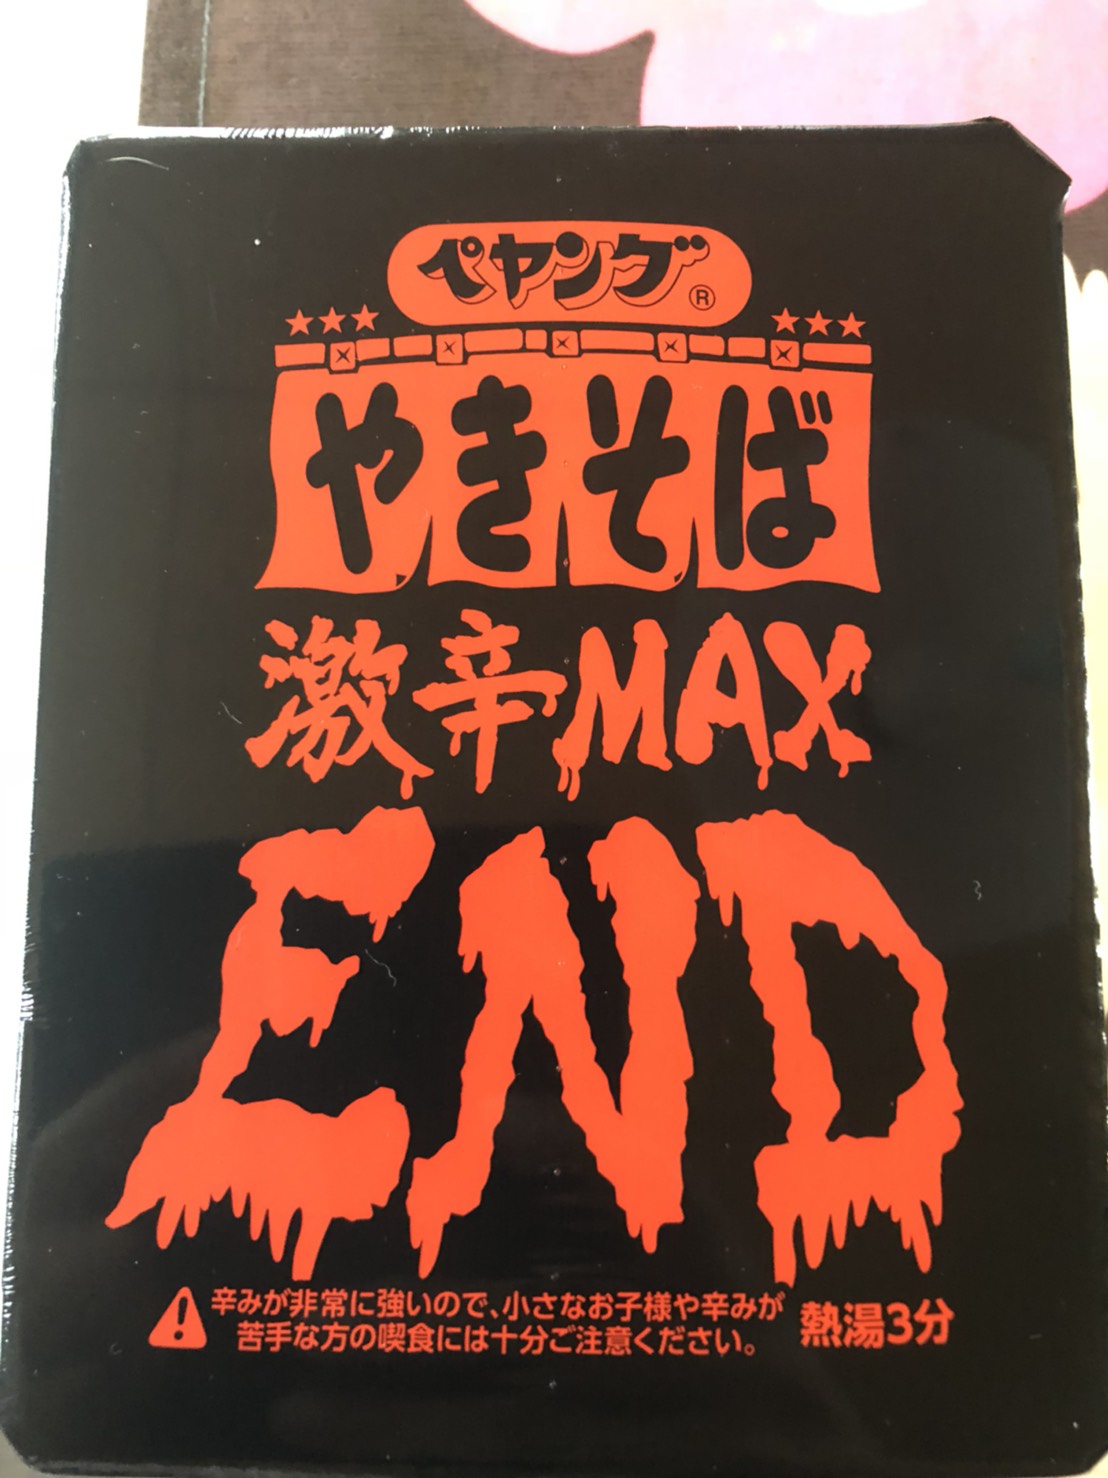 ペヤング®
やきそば
激辛MAX
END
辛みが非常に強いので、小さなお子様や辛みが
苦手な方の喫食には十分ご注意ください。
熱湯3分